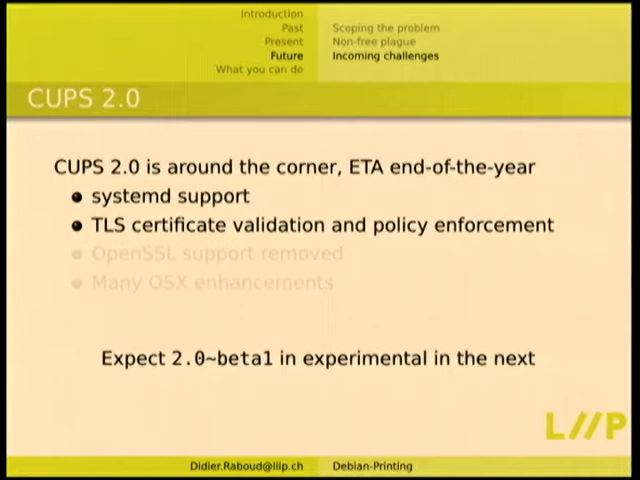 Introduction
Past
Present
Future
What you can do
Scoping the problem
Non-free plague
Incoming challenges
CUPS 2.0
CUPS 2.0 is around the corner, ETA end-of-the-year
systemd support
TLS certificate validation and policy enforcement
OpenSSL support removed
Many OSX enhancements
Expect 2.0~beta1 in experimental in the next
LIIP
Didier.Raboud@liip.ch
Debian-Printing